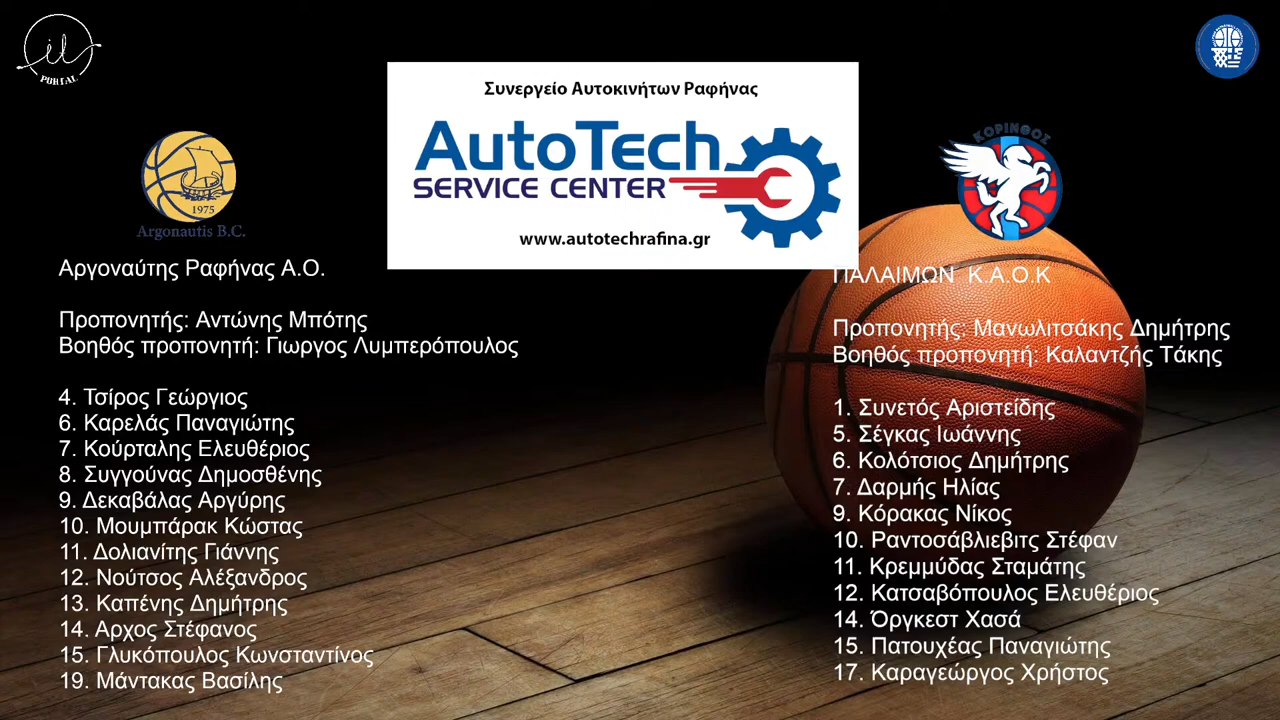 il
PORTAL
Συνεργείο Αυτοκινήτων Ραφήνας
AutoTech
SERVICE CENTER
www.autotechrafina.gr
1975
Argonautis B.C.
Αργοναύτης Ραφήνας Α.Ο.
Προπονητής: Αντώνης Μπότης
Βοηθός προπονητή: Γιωργος Λυμπερόπουλος
4. Τσίρος Γεώργιος
6. Καρελάς Παναγιώτης
7. Κούρταλης Ελευθέριος
8. Συγγούνας Δημοσθένης
9. Δεκαβάλας Αργύρης
10. Μουμπάρακ Κώστας
11. Δολιανίτης Γιάννης
12. Νούτσος Αλέξανδρος
13. Καπένης Δημήτρης
14. Αρχος Στέφανος
15. Γλυκόπουλος Κωνσταντίνος
19. Μάντακας Βασίλης
ΚΟΡΙΝΘΟΣ
ΠΑΛΑΙΜΩΝ Κ.Α.Ο.Κ
Προπονητής: Μανωλιτσάκης Δημήτρης
Βοηθός προπονητή: Καλαντζής Τάκης
1. Συνετός Αριστείδης
5. Σέγκας Ιωάννης
6. Κολότσιος Δημήτρης
7. Δαρμής Ηλίας
9. Κόρακας Νίκος
10. Ραντοσάβλιεβιτς Στέφαν
11. Κρεμμύδας Σταμάτης
12. Κατσαβόπουλος Ελευθέριος
14. Όργκεστ Χασά
15. Πατουχέας Παναγιώτης
17. Καραγεώργος Χρήστος